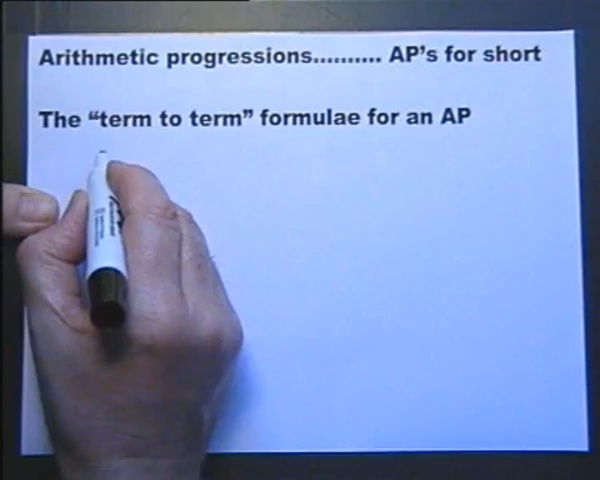 Arithmetic progressions.......... AP's for short
The “term to term” formulae for an AP